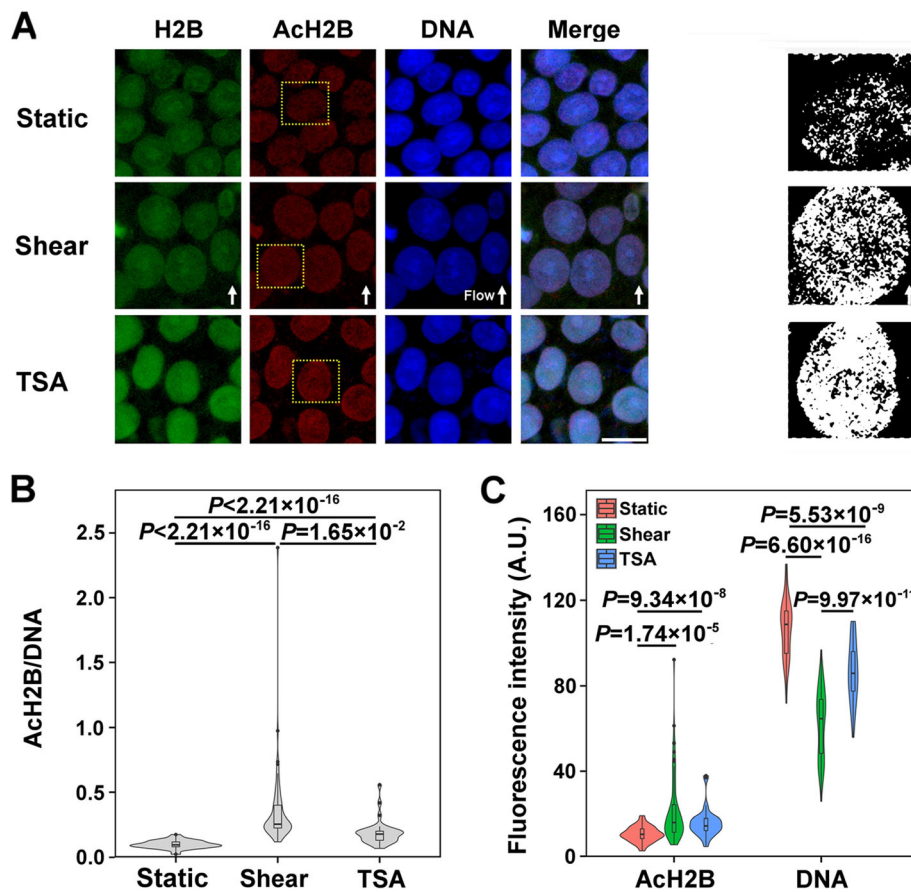 A
H2B AcH2B DNA Merge
Static
Shear
Flow
TSA
B
P<2.21×10-16
P<2.21×10-16 P=1.65×10-2
AcH2B/DNA
2.5
2.0
1.5
1.0
0.5
0.0
Static Shear TSA
C
Static
Shear
TSA
Fluorescence intensity (A.U.)
160
120
80
40
0
P=5.53×10-9
P=6.60×10-16
P=9.34×10-8
P=9.97×10-1
P=1.74×10-5
AcH2B DNA